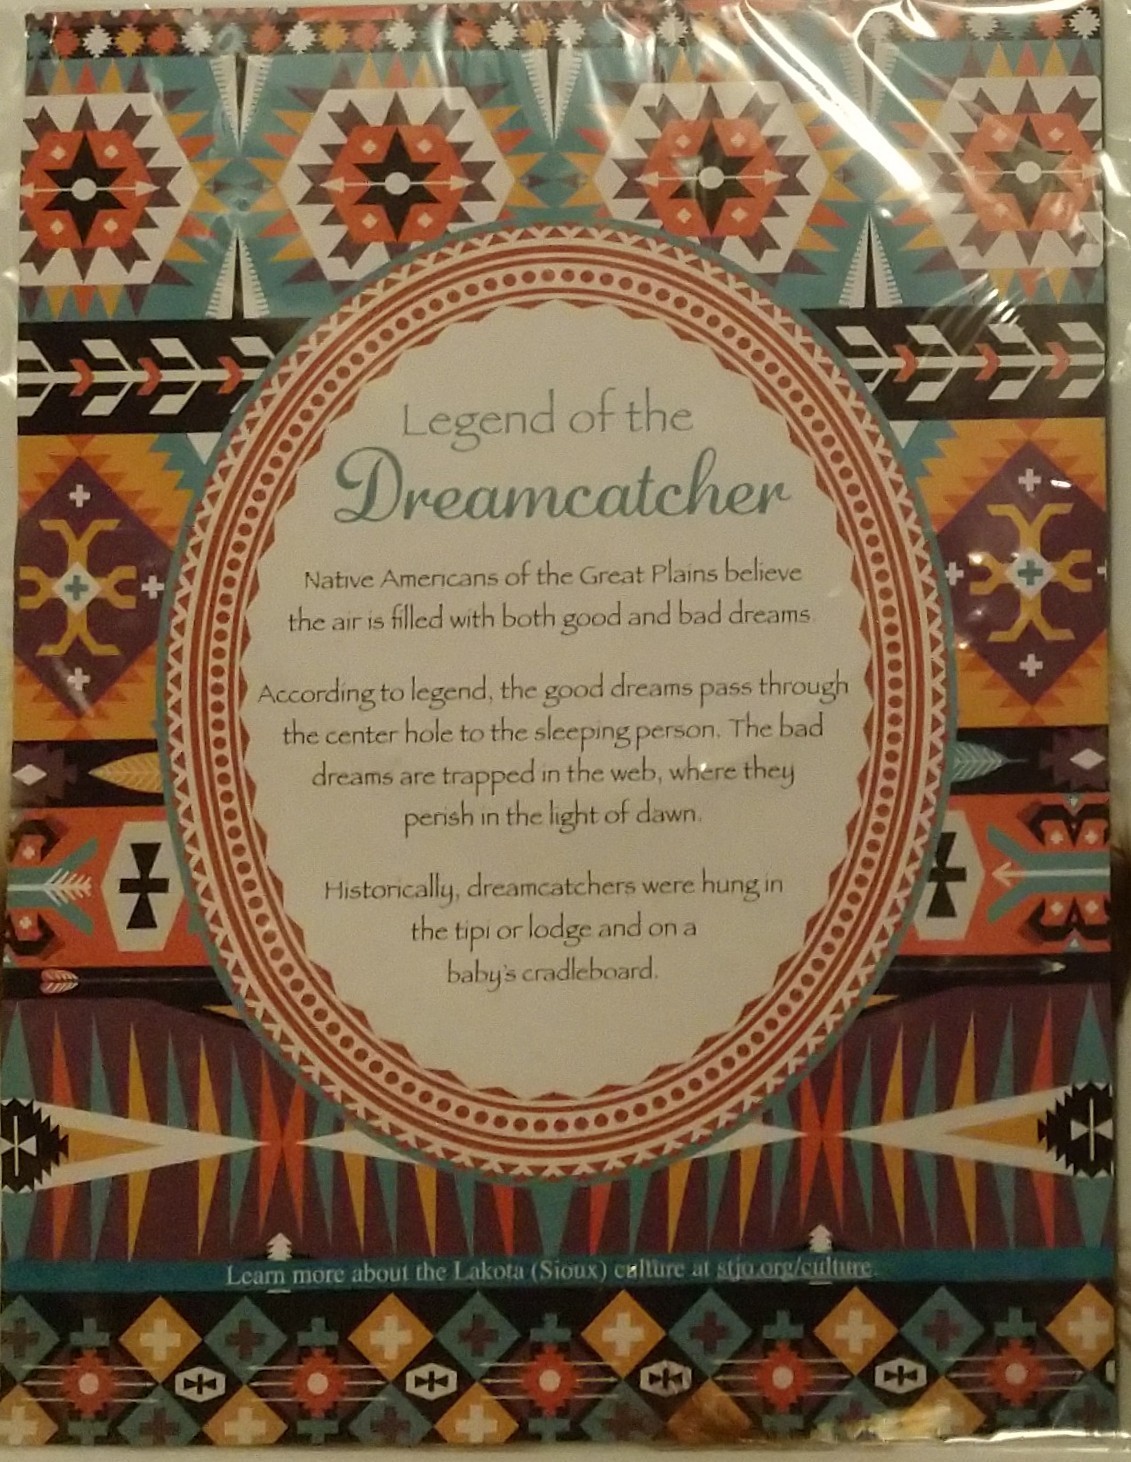 Legend of the
Dreamcatcher
Native Americans of the Great Plains believe
the air is filled with both good and bad dreams.
According to legend, the good dreams pass through
the center hole to the sleeping person. The bad
dreams are trapped in the web, where they
perish in the light of dawn.
Historically, dreamcatchers were hung in
the tipi or lodge and on a
baby's cradleboard.
Learn more about the Lakota (Sioux) culture at stjo.org/culture.